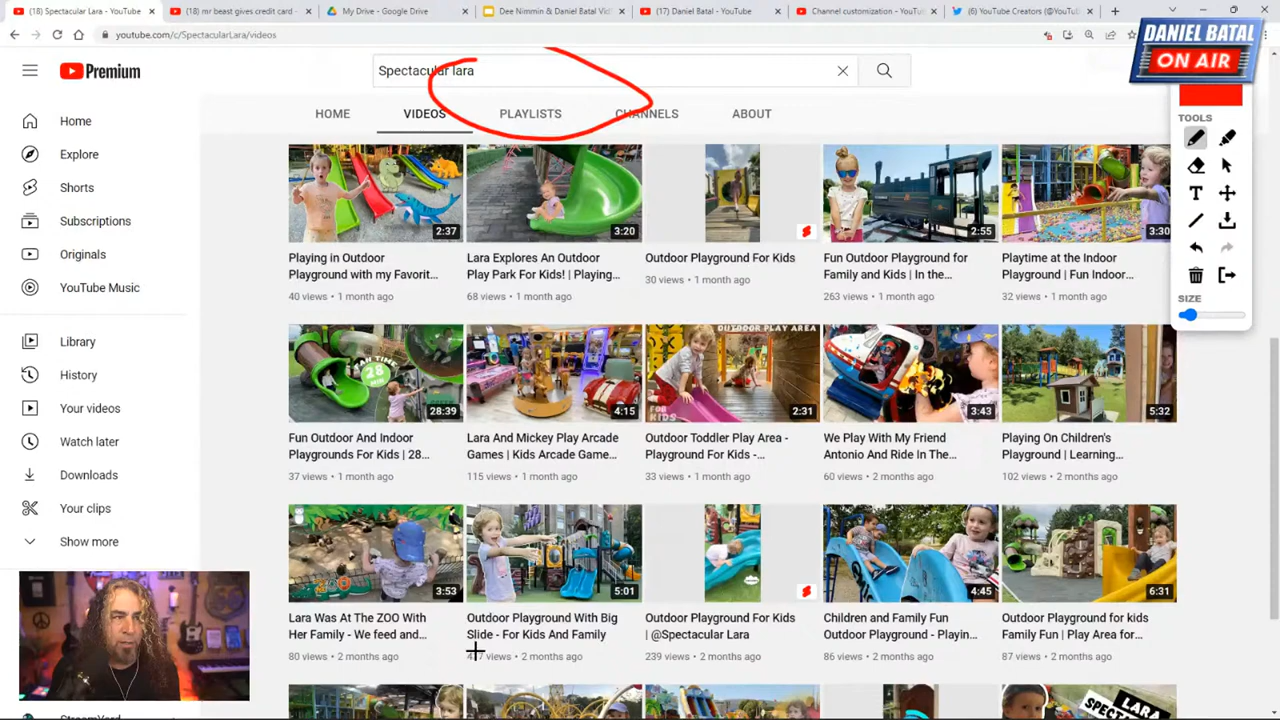 (18) Spectacular Lara - YouTube
(18) mr beast gives credit card -
My Drive - Google Drive
Dee Nimmin & Daniel Batal Vid
(17) Daniel Batal - YouTube
Channel customization - YouTu
(6) YouTube Creators (@YouTu
youtube.com/c/SpectacularLara/videos
DANIEL BATAL
ON AIR
Premium
Spectacular lara
HOME
VIDEOS
PLAYLISTS
CHANNELS
ABOUT
TOOLS
T
SIZE
Home
Explore
Shorts
Subscriptions
Originals
YouTube Music
Library
History
Your videos
Watch later
Downloads
Your clips
Show more
StreamYard
2:37
3:20
2:55
3:30
Playing in Outdoor
Playground with my Favorit...
40 views • 1 month ago
Lara Explores An Outdoor
Play Park For Kids! | Playing...
68 views • 1 month ago
Outdoor Playground For Kids
30 views • 1 month ago
Fun Outdoor Playground for
Family and Kids | In the...
263 views • 1 month ago
Playtime at the Indoor
Playground | Fun Indoor...
32 views • 1 month ago
28
MIN
28:39
4:15
OUTDOOR PLAY AREA
FOR
KIDS
2:31
3:43
5:32
Fun Outdoor And Indoor
Playgrounds For Kids | 28...
37 views • 1 month ago
Lara And Mickey Play Arcade
Games | Kids Arcade Game...
115 views • 1 month ago
Outdoor Toddler Play Area -
Playground For Kids -...
33 views • 1 month ago
We Play With My Friend
Antonio And Ride In The...
60 views • 2 months ago
Playing On Children's
Playground | Learning...
102 views • 2 months ago
3:53
5:01
4:45
6:31
Lara Was At The ZOO With
Her Family - We feed and...
80 views • 2 months ago
Outdoor Playground With Big
Slide - For Kids And Family
views • 2 months ago
Outdoor Playground For Kids
| @Spectacular Lara
239 views • 2 months ago
Children and Family Fun
Outdoor Playground - Playin...
86 views • 2 months ago
Outdoor Playground for kids
Family Fun | Play Area for...
87 views • 2 months ago
LARA